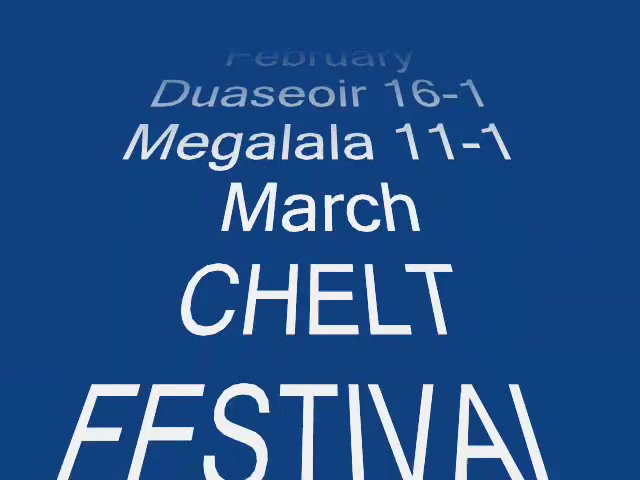 February
Duaseoir 16-1
Megalala 11-1
March
CHELT
FESTIVAL